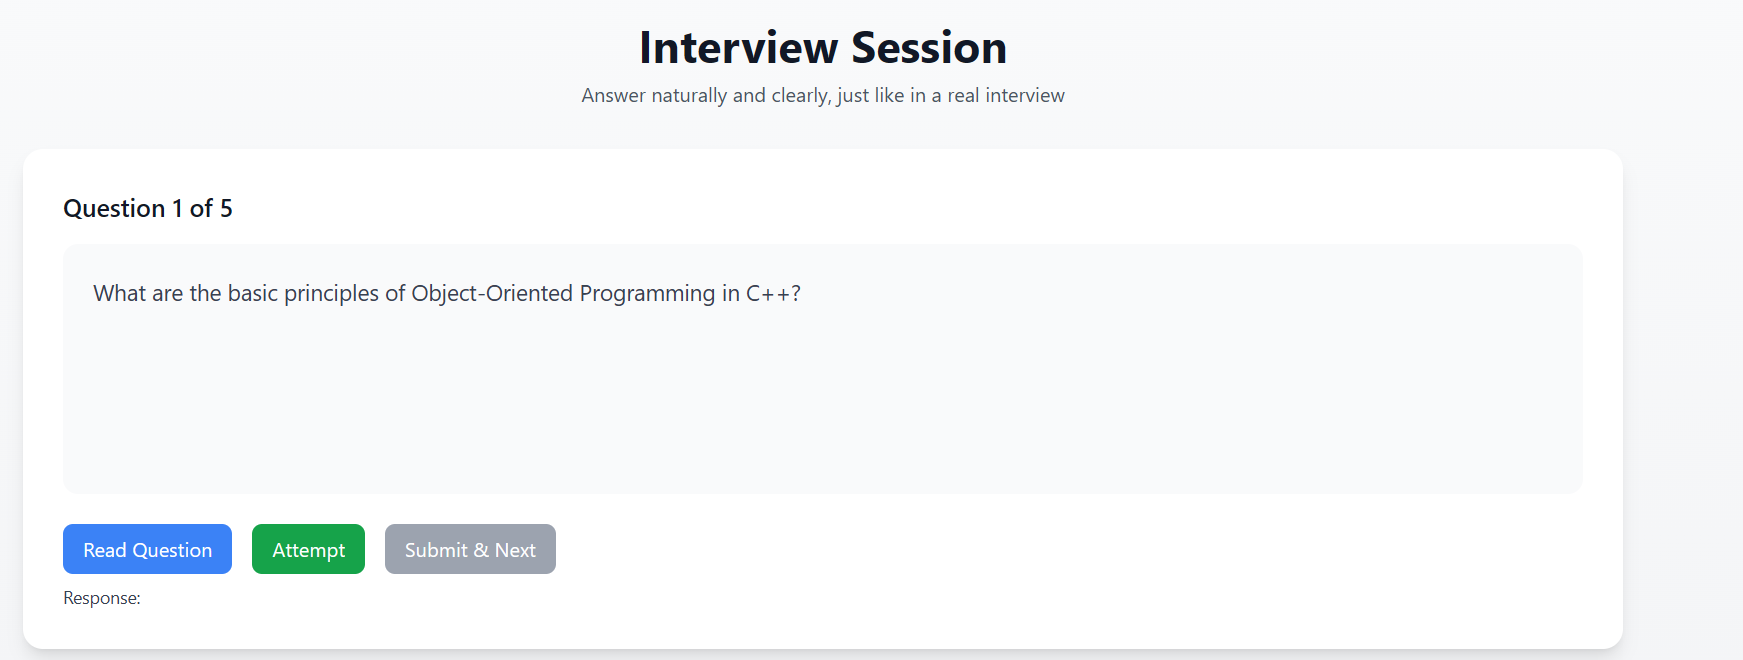 Interview Session
Answer naturally and clearly, just like in a real interview
Question 1 of 5
What are the basic principles of Object-Oriented Programming in C++?
Read Question
Attempt
Submit & Next
Response: